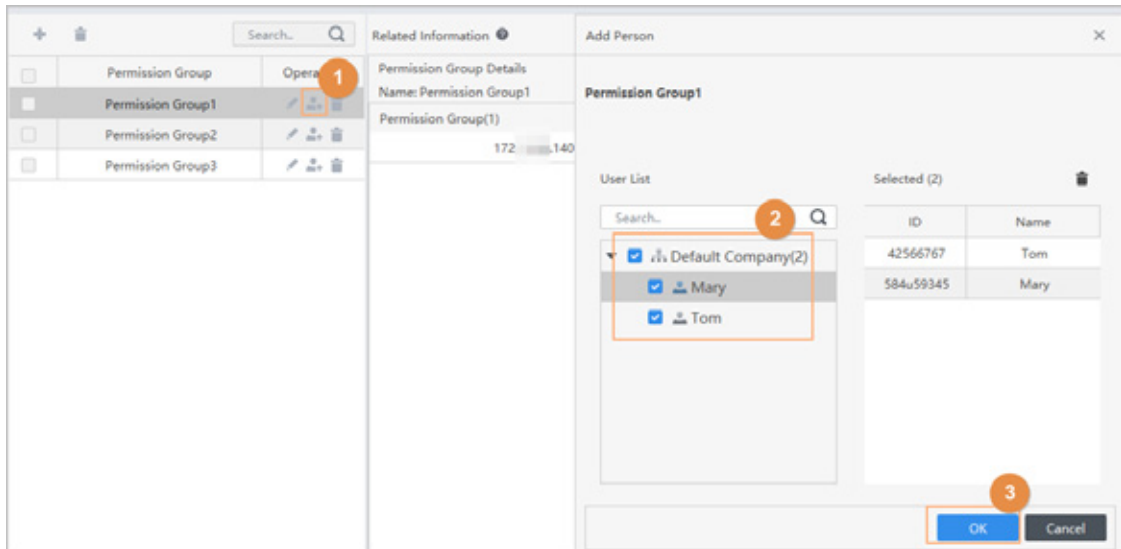 Search..
Permission Group Opera
1
Permission Group1
Permission Group2
Permission Group3
Related Information
Permission Group Details
Name: Permission Group1
Permission Group(1)
172. .140
Add Person
Permission Group1
User List
Search..
2
Default Company(2)
Mary
Tom
Selected (2)
ID Name
42566767 Tom
584u59345 Mary
3
OK Cancel